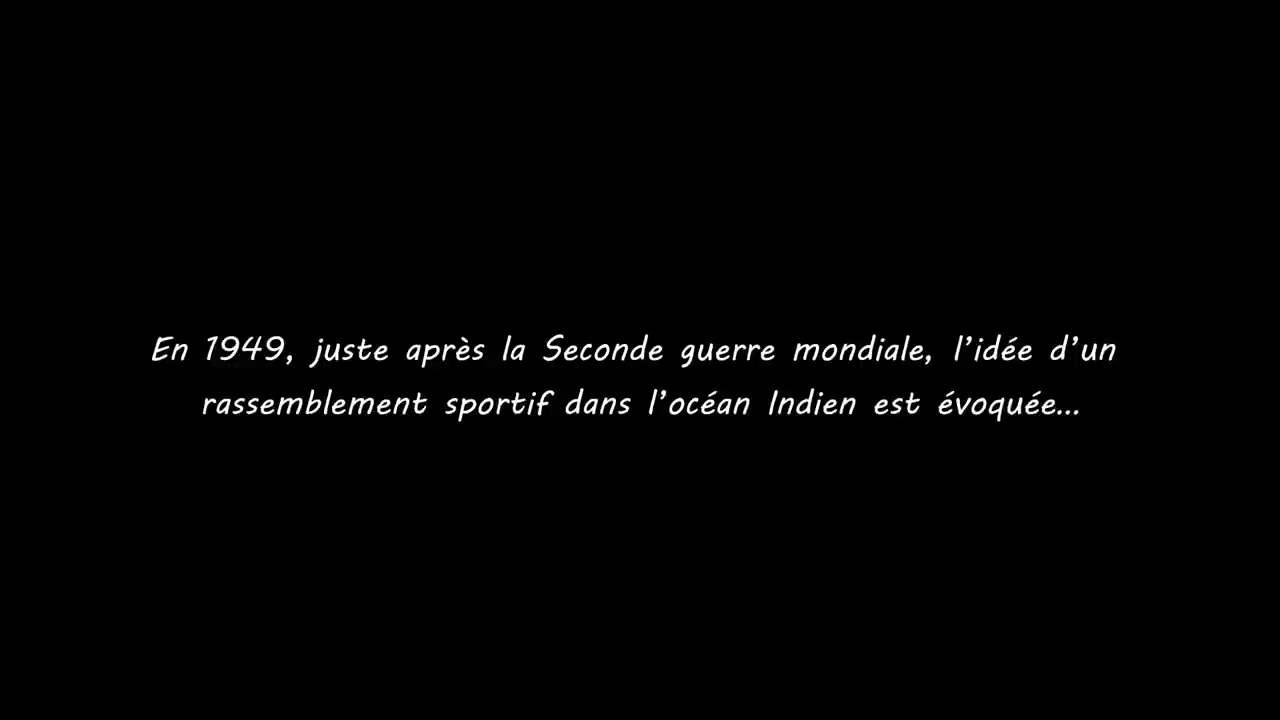 En 1949, juste après la Seconde guerre mondiale, l’idée d’un
rassemblement sportif dans l’océan Indien est évoquée...